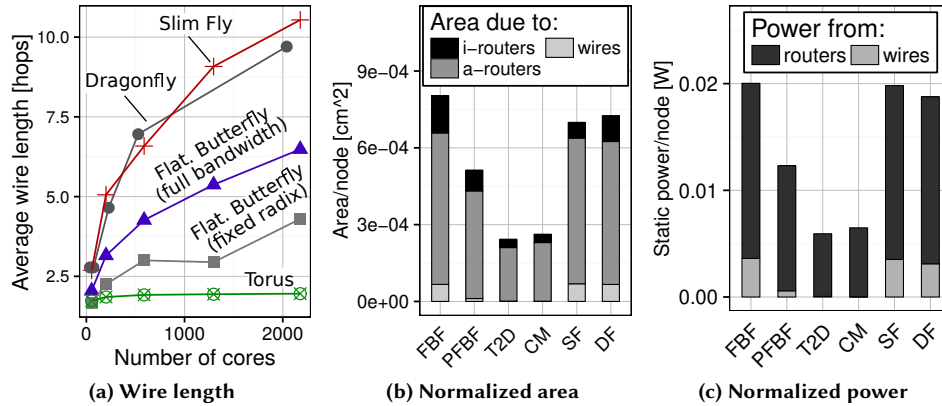 Average wire length [hops]
10.0
7.5
5.0
2.5
Slim Fly
Dragonfly
Flat. Butterfly
(full bandwidth)
Flat. Butterfly
(fixed radix)
Torus
0
1000
2000
Number of cores
(a) Wire length
Area due to:
i-routers
wires
a-routers
Area/node [cm^2]
9e-04
6e-04
3e-04
0e+00
FBF
PFBF
T2D
CM
SF
DF
(b) Normalized area
Power from:
routers
wires
Static power/node [W]
0.02
0.01
0.00
FBF
PFBF
T2D
CM
SF
DF
(c) Normalized power